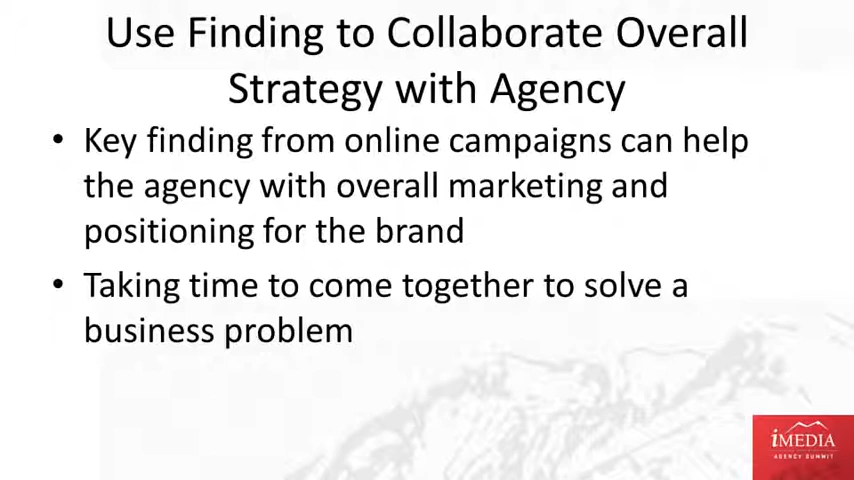 Use Finding to Collaborate Overall
Strategy with Agency
• Key finding from online campaigns can help
the agency with overall marketing and
positioning for the brand
• Taking time to come together to solve a
business problem
iMEDIA
AGENCY SUMMIT